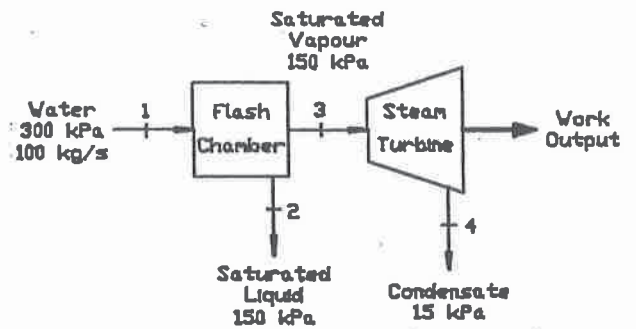 Saturated
Vapour
150 kPa
Water
300 kPa
100 kg/s
1
Flash
Chamber
3
Steam
Turbine
Work
Output
2
4
Saturated
Liquid
150 kPa
Condensate
15 kPa